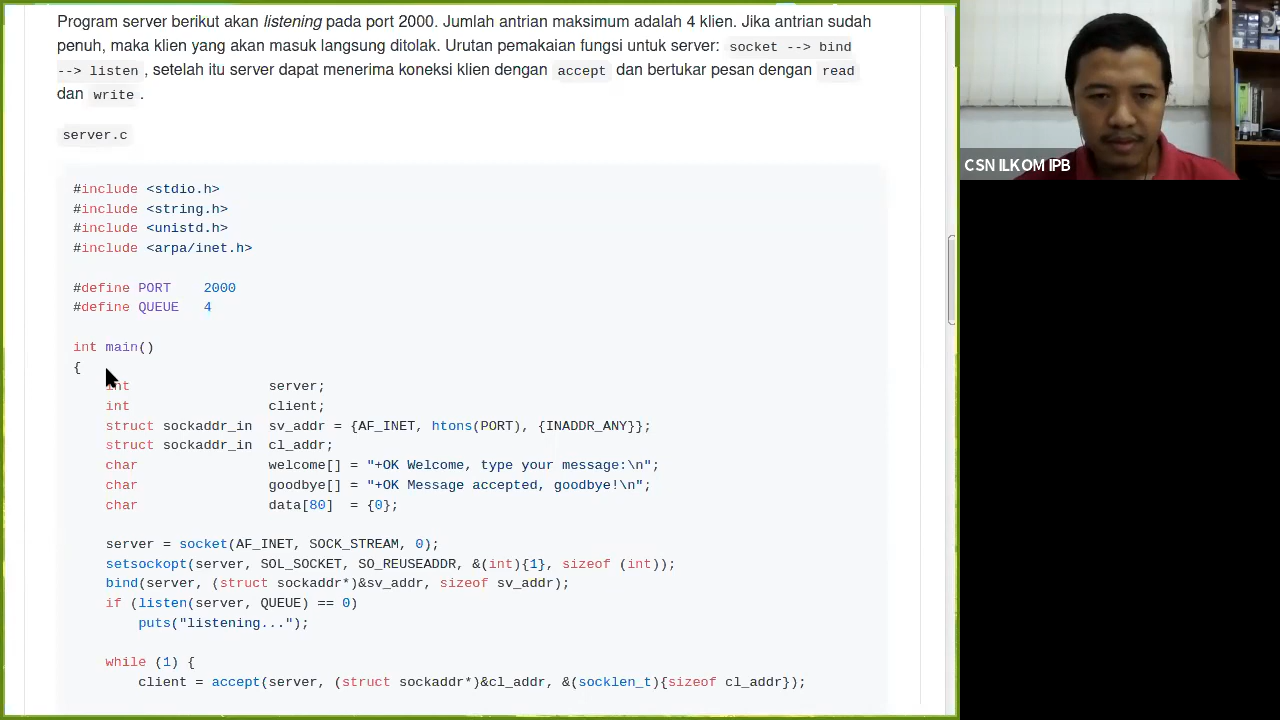 Program server berikut akan listening pada port 2000. Jumlah antrian maksimum adalah 4 klien. Jika antrian sudah
penuh, maka klien yang akan masuk langsung ditolak. Urutan pemakaian fungsi untuk server: socket --> bind
--> listen , setelah itu server dapat menerima koneksi klien dengan accept dan bertukar pesan dengan read
dan write .
server.c
#include <stdio.h>
#include <string.h>
#include <unistd.h>
#include <arpa/inet.h>
#define PORT    2000
#define QUEUE   4
int main()
{
    int                 server;
    int                 client;
    struct sockaddr_in  sv_addr = {AF_INET, htons(PORT), {INADDR_ANY}};
    struct sockaddr_in  cl_addr;
    char                welcome[] = "+OK Welcome, type your message:\n";
    char                goodbye[] = "+OK Message accepted, goodbye!\n";
    char                data[80]  = {0};
    server = socket(AF_INET, SOCK_STREAM, 0);
    setsockopt(server, SOL_SOCKET, SO_REUSEADDR, &(int){1}, sizeof (int));
    bind(server, (struct sockaddr*)&sv_addr, sizeof sv_addr);
    if (listen(server, QUEUE) == 0)
        puts("listening...");
    while (1) {
        client = accept(server, (struct sockaddr*)&cl_addr, &(socklen_t){sizeof cl_addr});
CSN ILKOM IPB